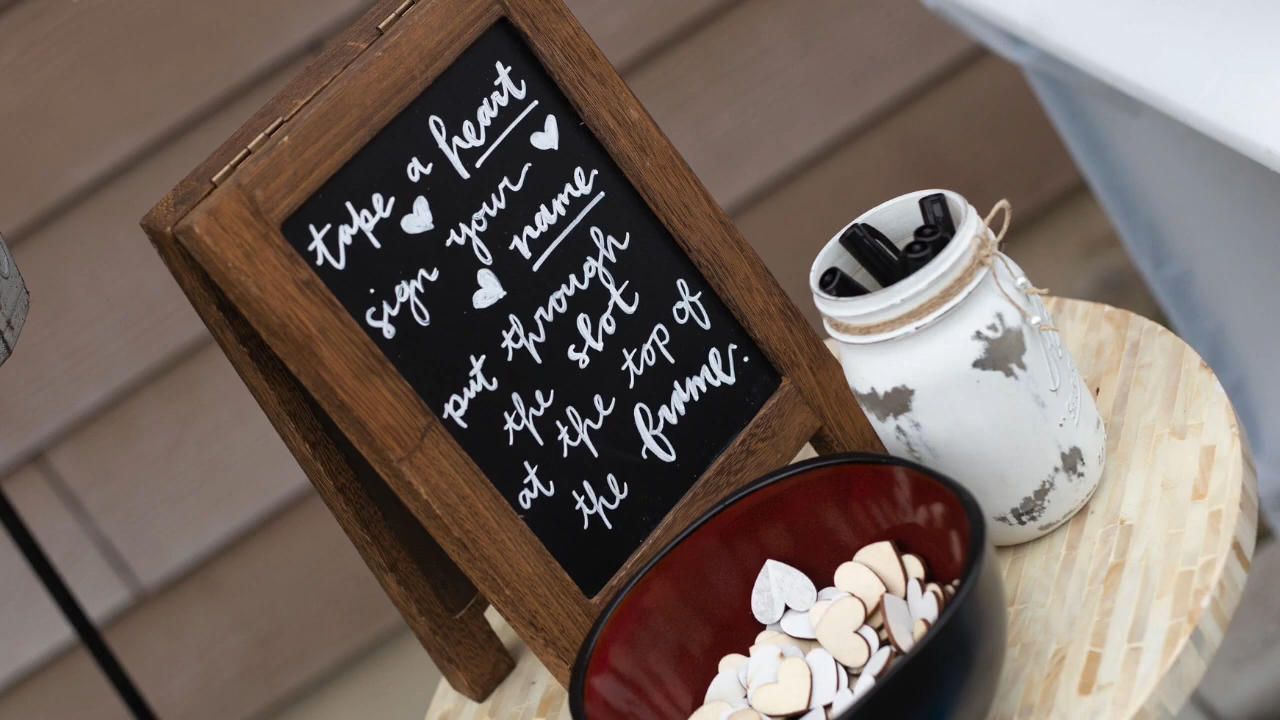 take a heart
sign your name
put through
the slot
at the top of
the frame.